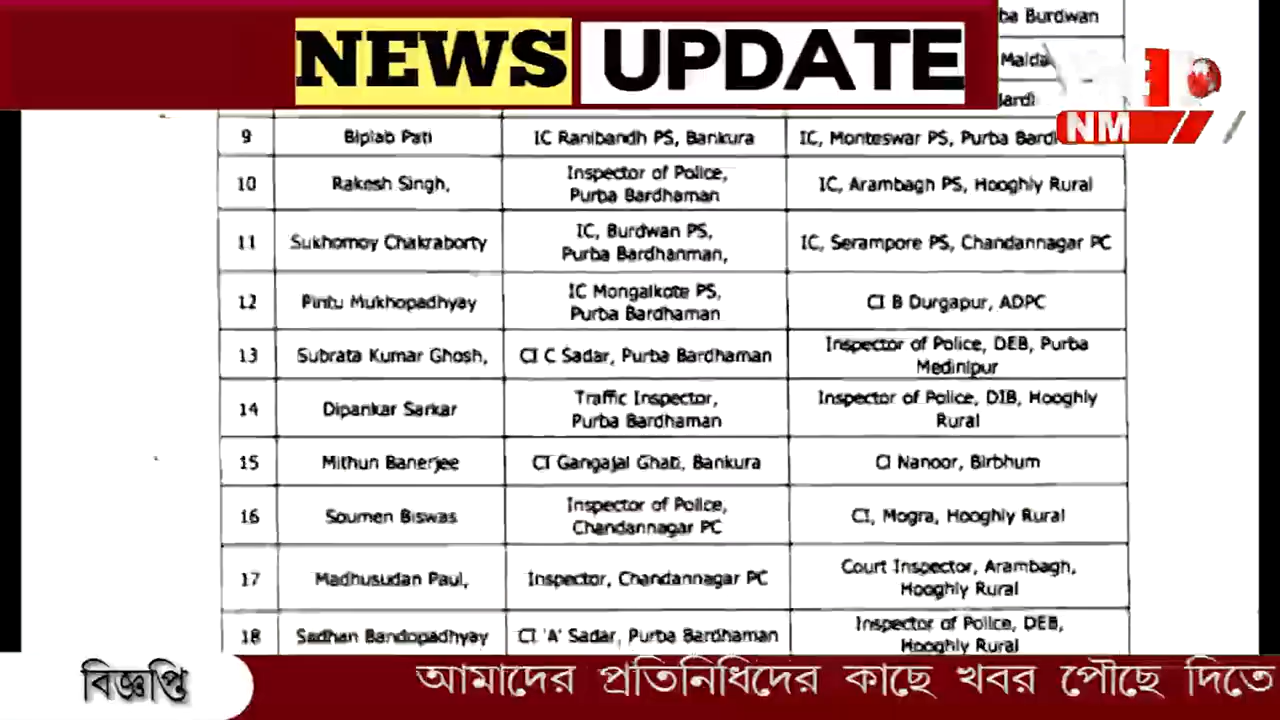 NEWS UPDATE
ba Burdwan
Malda
9 Biplab Pati IC Ranibandh PS, Bankura IC, Monteswar PS, Purba
NM
10 Rakesh Singh, Inspector of Police, Purba Bardhaman IC, Arambagh PS, Hooghly Rural
11 Sukhomoy Chakraborty IC, Burdwan PS, Purba Bardhanman, IC, Serampore PS, Chandannagar PC
12 Pintu Mukhopadhyay IC Mongalkote PS, Purba Bardhaman CI B Durgapur, ADPC
13 Subrata Kumar Ghosh, CI C Sadar, Purba Bardhaman Inspector of Police, DEB, Purba Medinipur
14 Dipankar Sarkar Traffic Inspector, Purba Bardhaman Inspector of Police, DIB, Hooghly Rural
15 Mithun Banerjee CI Gangajal Ghati, Bankura CI Nanoor, Birbhum
16 Soumen Biswas Inspector of Police, Chandannagar PC CI, Mogra, Hooghly Rural
17 Madhusudan Paul, Inspector, Chandannagar PC Court Inspector, Arambagh, Hooghly Rural
18 Sadhan Bandopadhyay CI 'A' Sadar, Purba Bardhaman Inspector of Police, DEB, Hooghly Rural
বিজ্ঞপ্তি আমাদের প্রতিনিধিদের কাছে খবর পৌছে দিতে